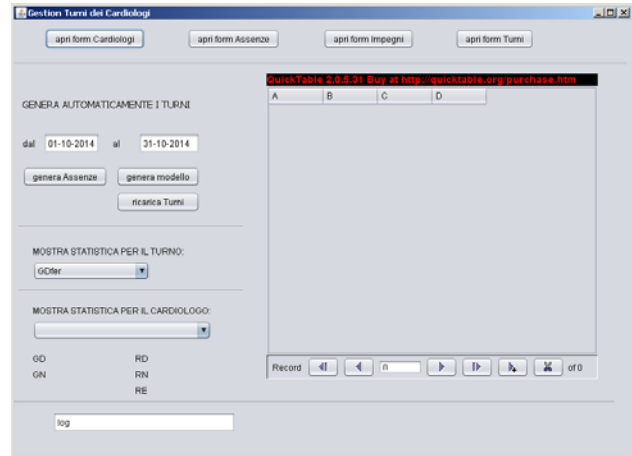 Gestion Turni dei Cardiologi
apri form Cardiologi apri form Assenze apri form Impegni apri form Turni
QuickTable 2.0.5.31 Buy at http://quicktable.org/purchase.htm
A B C D
GENERA AUTOMATICAMENTE I TURNI
dal 01-10-2014 al 31-10-2014
genera Assenze genera modello
ricarica Turni
MOSTRA STATISTICA PER IL TURNO:
GDfer
MOSTRA STATISTICA PER IL CARDIOLOGO:
GD RD
GN RN
RE
Record of 0
log